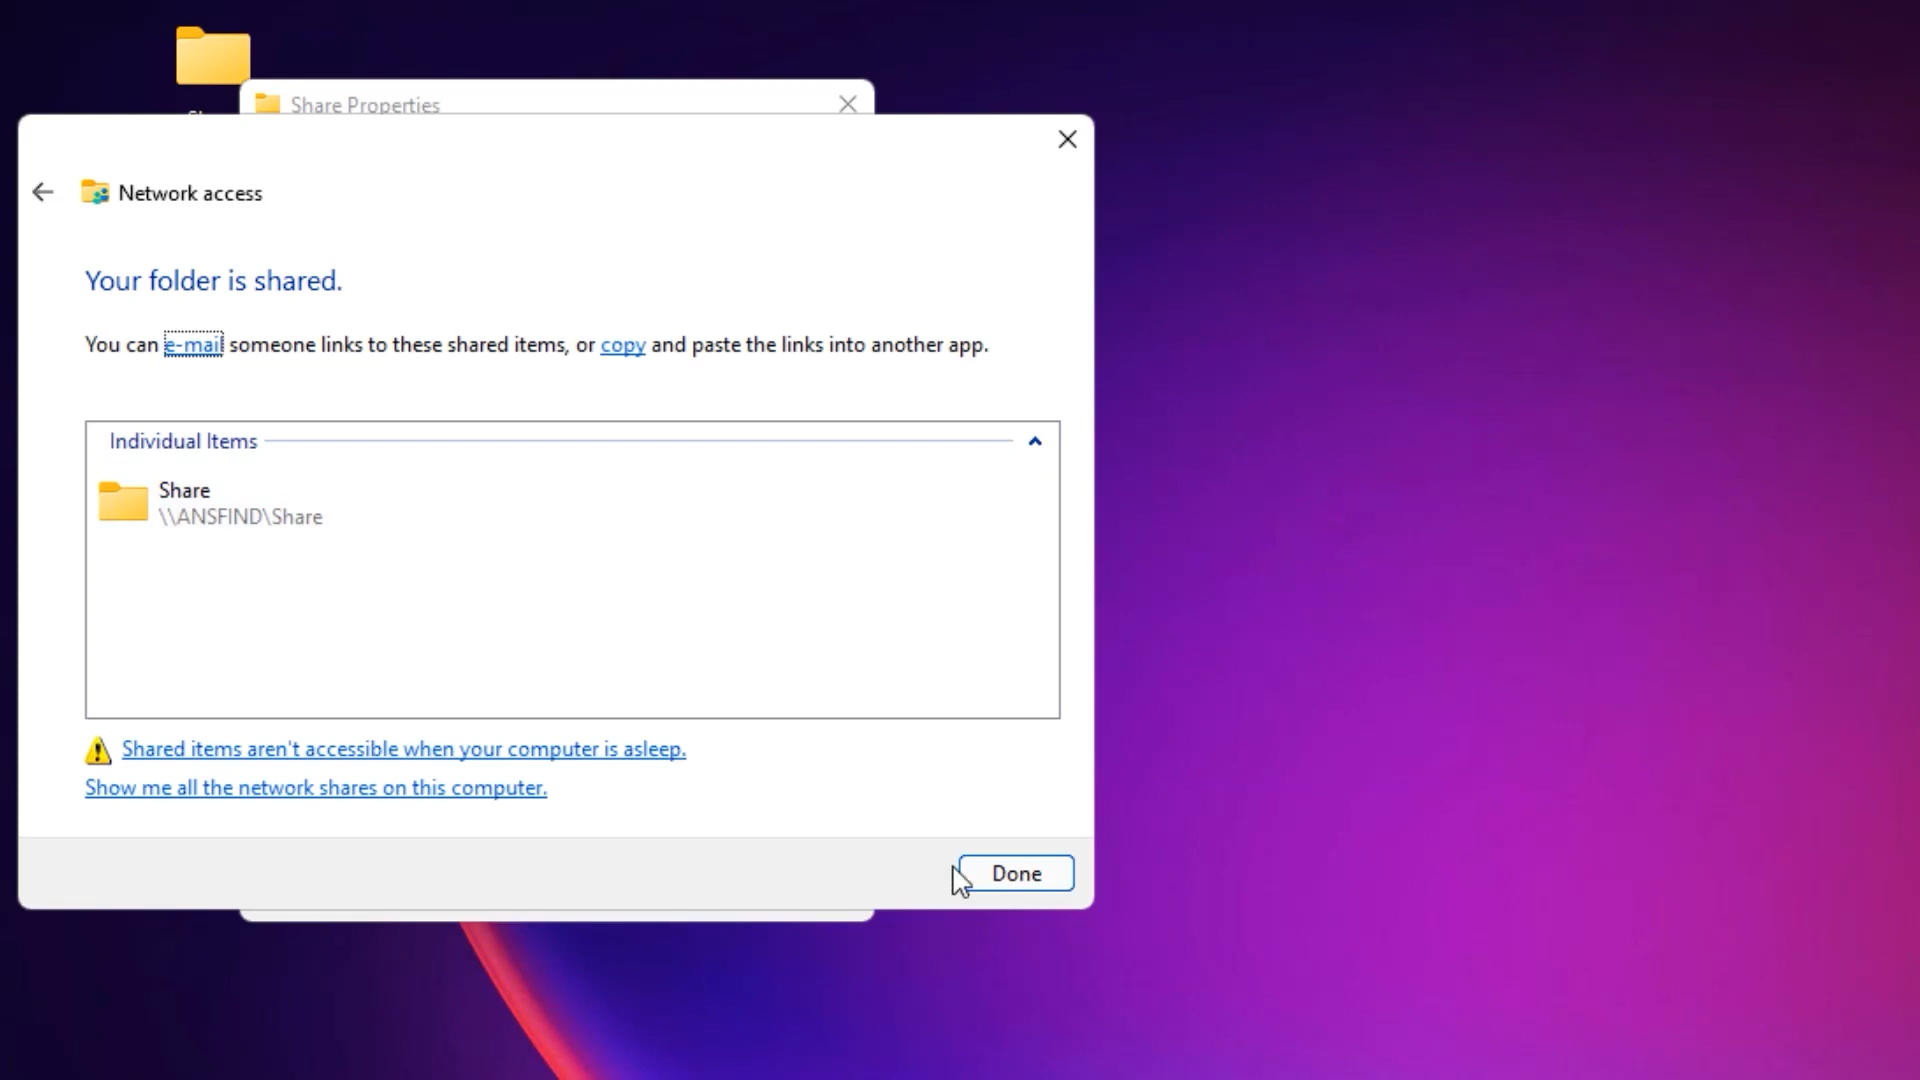 Share Properties
Network access
Your folder is shared.
You can e-mail someone links to these shared items, or copy and paste the links into another app.
Individual Items
Share
\\ANSFIND\Share
Shared items aren't accessible when your computer is asleep.
Show me all the network shares on this computer.
Done